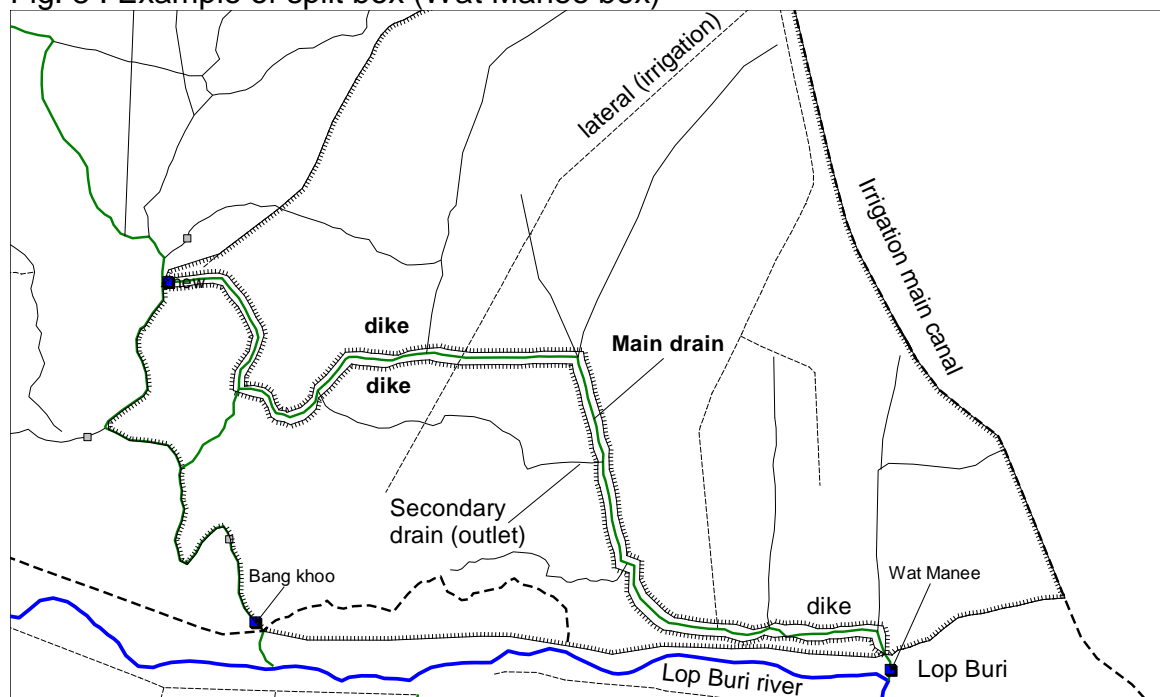 Fig. 8 : Example of split box (Wat Manee box)
lateral (irrigation)
Irrigation main canal
dike
Main drain
dike
Secondary
drain (outlet)
Bang khoo
Wat Manee
dike
Lop Buri
Lop Buri river